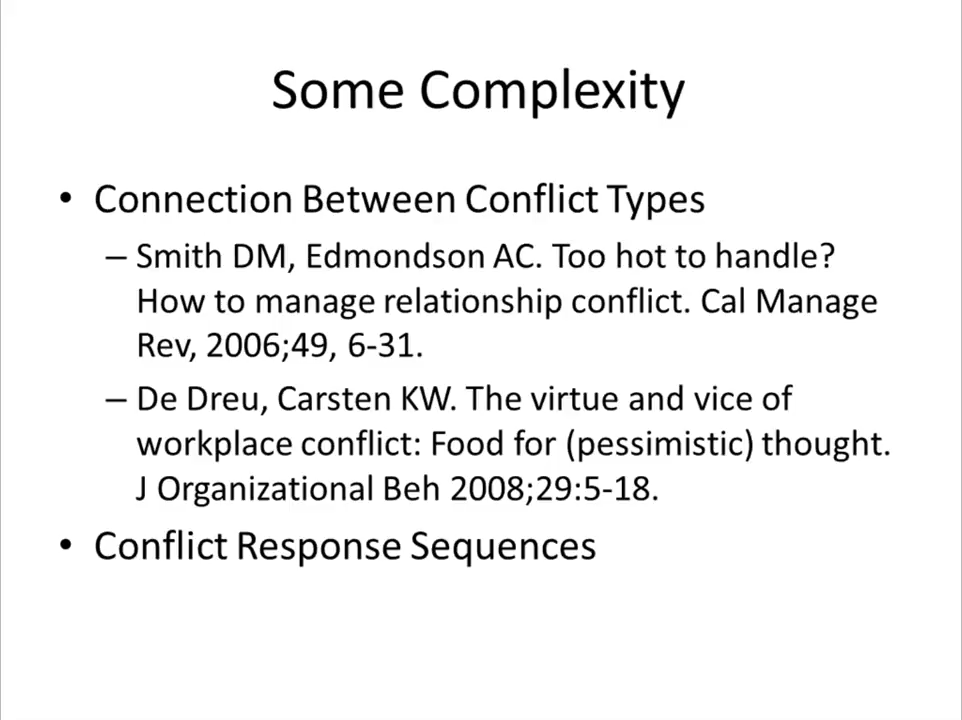 Some Complexity
• Connection Between Conflict Types
– Smith DM, Edmondson AC. Too hot to handle?
How to manage relationship conflict. Cal Manage
Rev, 2006;49, 6-31.
– De Dreu, Carsten KW. The virtue and vice of
workplace conflict: Food for (pessimistic) thought.
J Organizational Beh 2008;29:5-18.
• Conflict Response Sequences